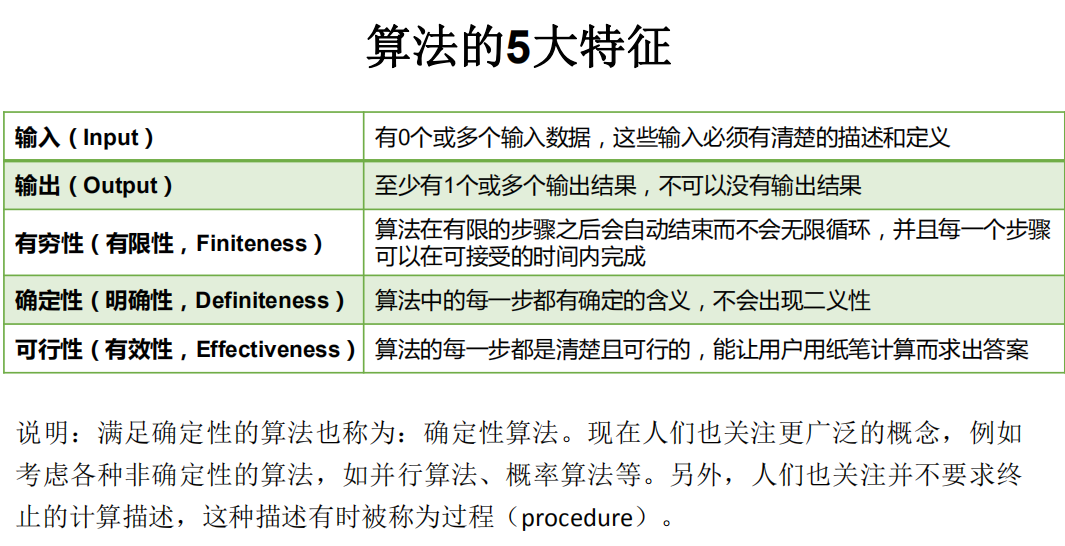 算法的5大特征
输入（Input）
有0个或多个输入数据，这些输入必须有清楚的描述和定义
输出（Output）
至少有1个或多个输出结果，不可以没有输出结果
有穷性（有限性，Finiteness）
算法在有限的步骤之后会自动结束而不会无限循环，并且每一个步骤
可以在可接受的时间内完成
确定性（明确性，Definiteness）
算法中的每一步都有确定的含义，不会出现二义性
可行性（有效性，Effectiveness）
算法的每一步都是清楚且可行的，能让用户用纸笔计算而求出答案
说明：满足确定性的算法也称为：确定性算法。现在人们也关注更广泛的概念，例如
考虑各种非确定性的算法，如并行算法、概率算法等。另外，人们也关注并不要求终
止的计算描述，这种描述有时被称为过程（procedure）。